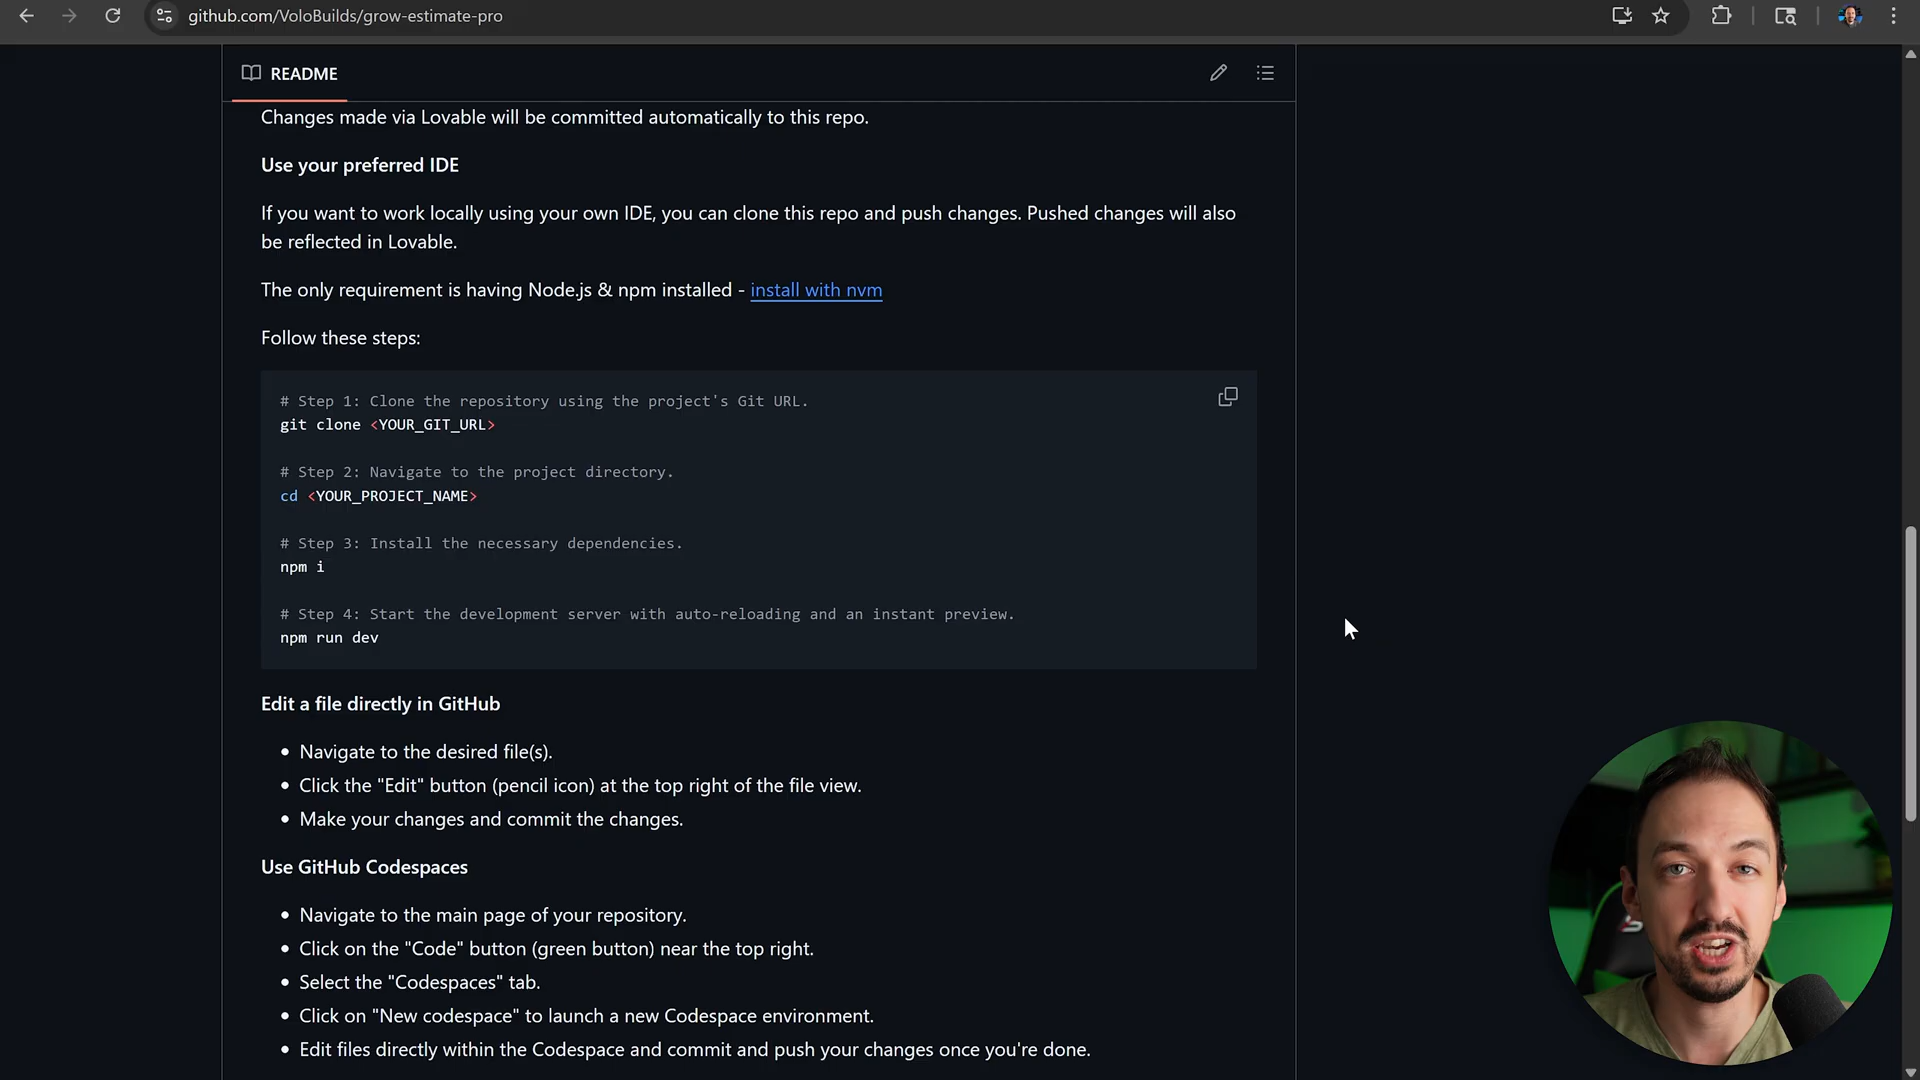 github.com/VoloBuilds/grow-estimate-pro
README
Changes made via Lovable will be committed automatically to this repo.
Use your preferred IDE
If you want to work locally using your own IDE, you can clone this repo and push changes. Pushed changes will also
be reflected in Lovable.
The only requirement is having Node.js & npm installed - install with nvm
Follow these steps:
# Step 1: Clone the repository using the project's Git URL.
git clone <YOUR_GIT_URL>
# Step 2: Navigate to the project directory.
cd <YOUR_PROJECT_NAME>
# Step 3: Install the necessary dependencies.
npm i
# Step 4: Start the development server with auto-reloading and an instant preview.
npm run dev
Edit a file directly in GitHub
• Navigate to the desired file(s).
• Click the "Edit" button (pencil icon) at the top right of the file view.
• Make your changes and commit the changes.
Use GitHub Codespaces
• Navigate to the main page of your repository.
• Click on the "Code" button (green button) near the top right.
• Select the "Codespaces" tab.
• Click on "New codespace" to launch a new Codespace environment.
• Edit files directly within the Codespace and commit and push your changes once you're done.